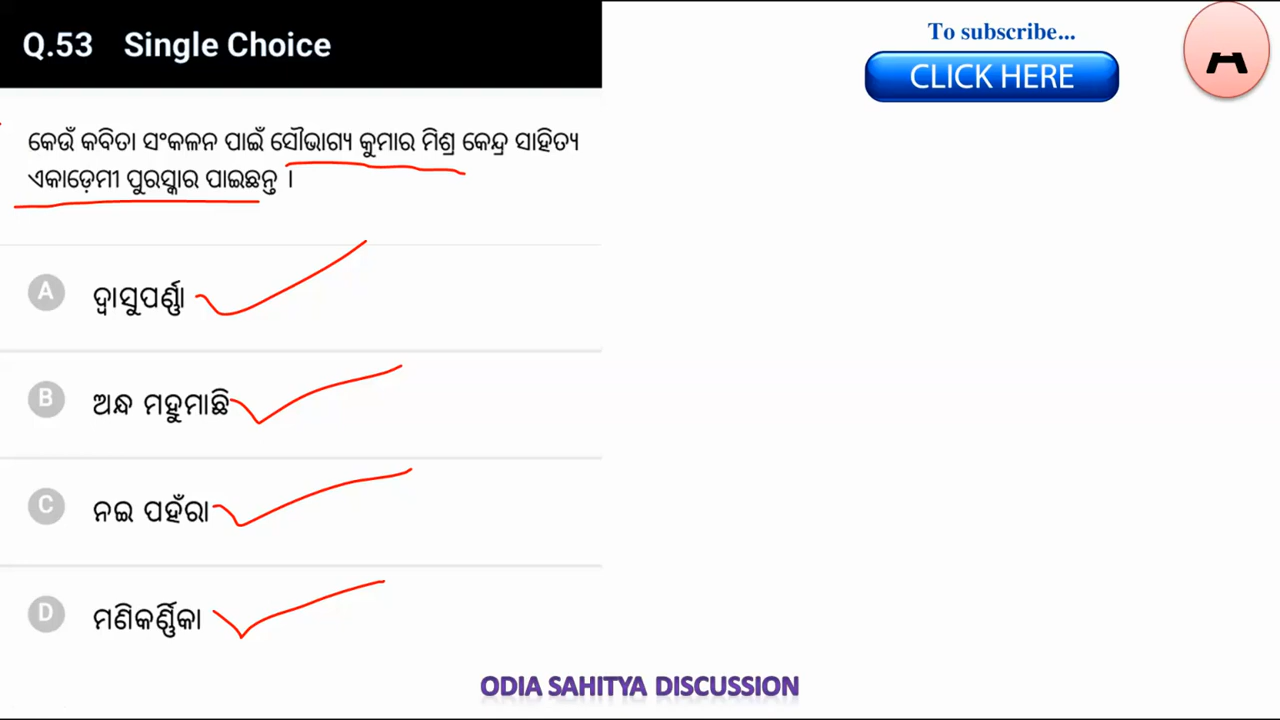 Q.53 Single Choice
To subscribe...
CLICK HERE
କେଉଁ କବିତା ସଂକଳନ ପାଇଁ ସୌଭାଗ୍ୟ କୁମାର ମିଶ୍ର କେନ୍ଦ୍ର ସାହିତ୍ୟ
ଏକାଡ଼େମୀ ପୁରସ୍କାର ପାଇଛନ୍ତ ।
A ଦ୍ଵାସୁପର୍ଣ୍ଣା
B ଅନ୍ଧ ମହୁମାଛି
C ନଇ ପହଁରା
D ମଣିକର୍ଣ୍ଣିକା
ODIA SAHITYA DISCUSSION